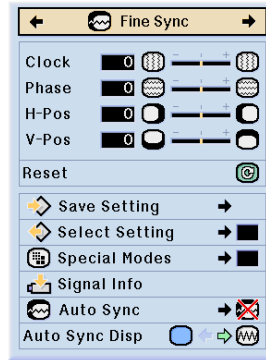 Fine Sync
Clock 0
Phase 0
H-Pos 0
V-Pos 0
Reset
Save Setting
Select Setting
Special Modes
Signal Info
Auto Sync
Auto Sync Disp